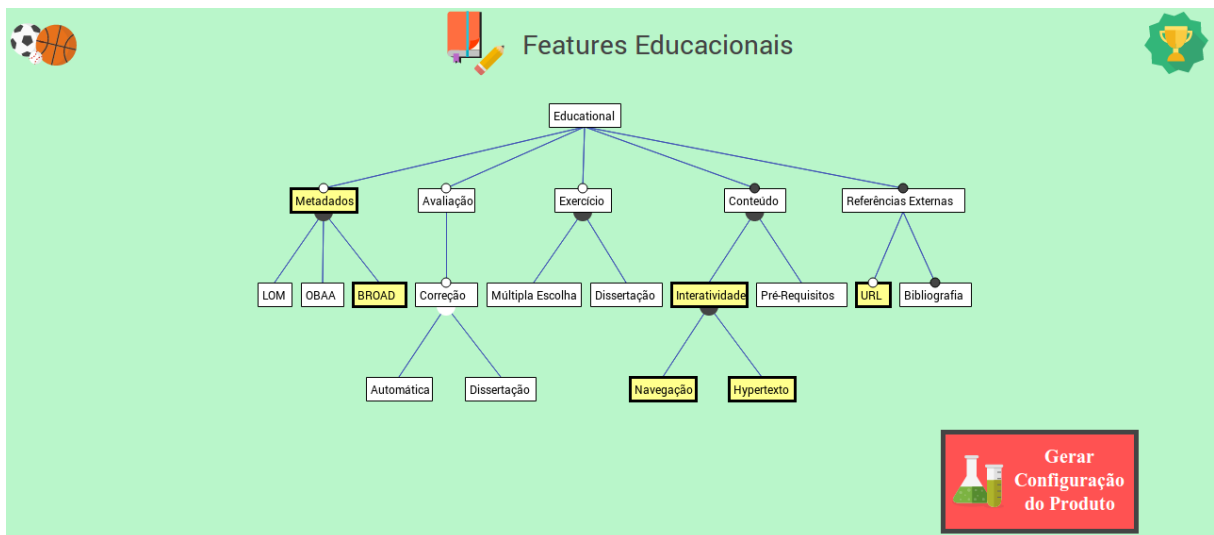 Features Educacionais
Educational
Metadados
Avaliação
Exercício
Conteúdo
Referências Externas
LOM
OBAA
BROAD
Correção
Múltipla Escolha
Dissertação
Interatividade
Pré-Requisitos
URL
Bibliografia
Automática
Dissertação
Navegação
Hypertexto
Gerar
Configuração
do Produto